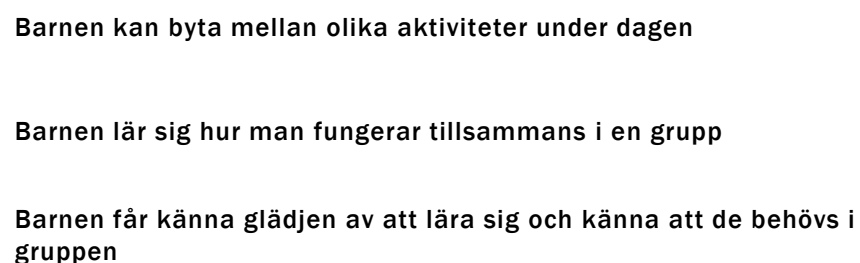 Barnen kan byta mellan olika aktiviteter under dagen
Barnen lär sig hur man fungerar tillsammans i en grupp
Barnen får känna glädjen av att lära sig och känna att de behövs i
gruppen